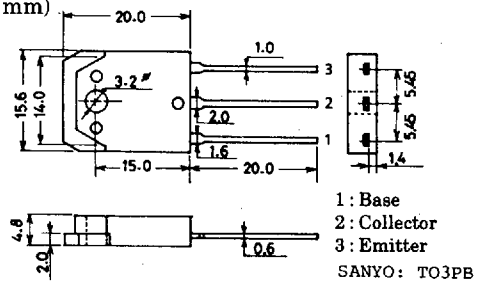 mm)
20.0
1.0
3
3.2ø
15.6
14.0
2
2.0
1
1.6
15.0
20.0
5.45
5.45
1.4
4.8
2.0
0.6
1: Base
2: Collector
3: Emitter
SANYO: TO3PB